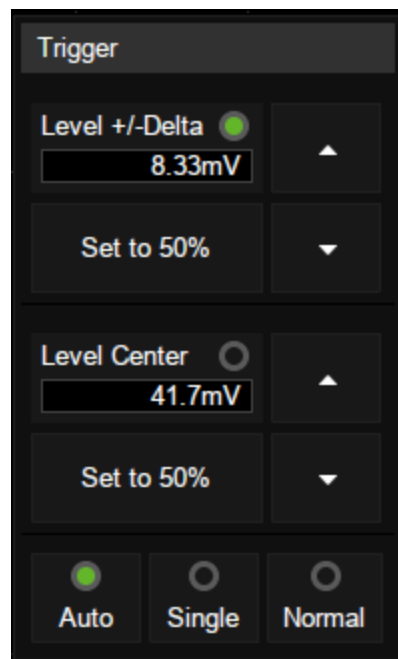 Trigger
Level +/-Delta
8.33mV
Set to 50%
Level Center
41.7mV
Set to 50%
Auto Single Normal